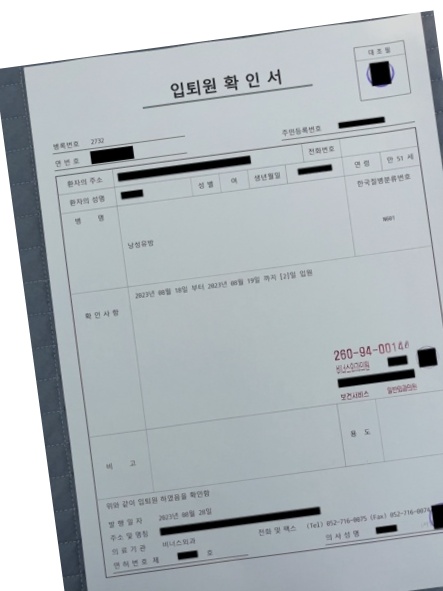 대조필
입퇴원 확인서
병록번호 2732
연번호
주민등록번호
환자의 주소
전화번호
환자의 성명 성별 여 생년월일 연령 만 51 세
병명
한국질병분류번호
낭성유방
N601
확인사항
2023년 08월 18일 부터 2023년 08월 19일 까지 [2]일 입원
260-94-00144
비너스외과의원
보건서비스 일반의원
비고
용도
위와 같이 입퇴원 하였음을 확인함
발행일자 2023년 08월 28일
주소 및 명칭
의료기관 비너스외과 전화 및 팩스 (Tel) 052-716-0075 (Fax) 052-716-0074
면허번호 제 호 의사성명